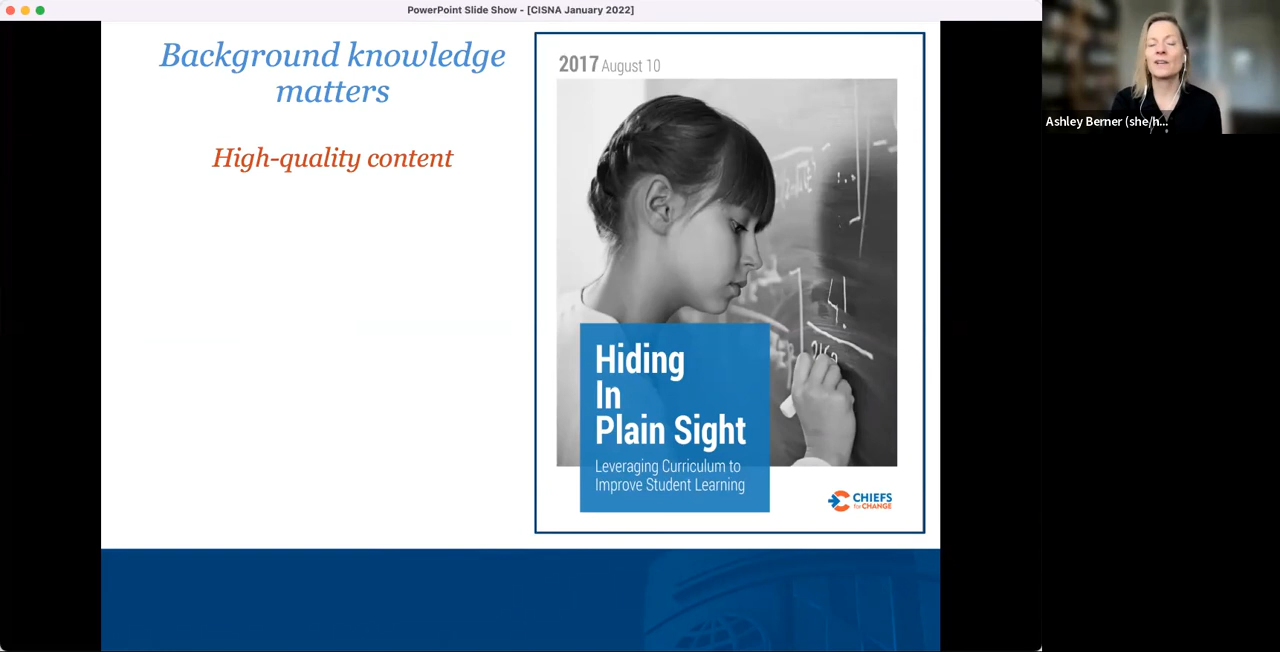 PowerPoint Slide Show - [CISNA January 2022]
Background knowledge
matters
High-quality content
2017 August 10
Hiding
In
Plain Sight
Leveraging Curriculum to
Improve Student Learning
CHIEFS
for CHANGE
Ashley Berner (she/h...